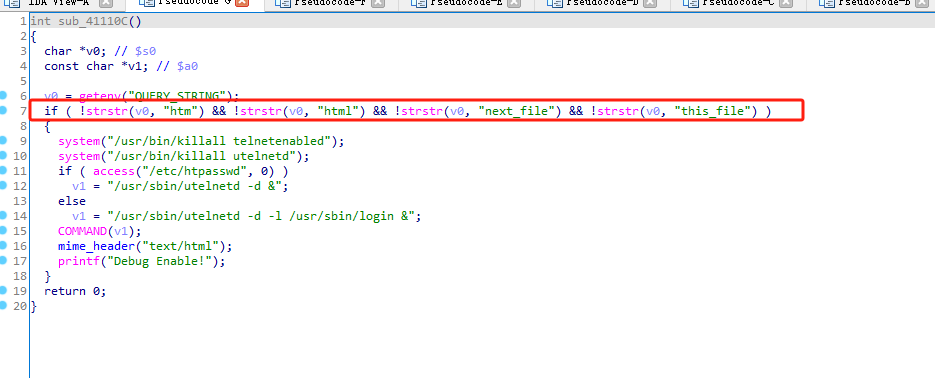 IDA View-A Pseudocode-G Pseudocode-F Pseudocode-E Pseudocode-D Pseudocode-C Pseudocode-B
1 int sub_41110C()
2 {
3 char *v0; // $s0
4 const char *v1; // $a0
5
6 v0 = getenv("QUERY_STRING");
7 if ( !strstr(v0, "htm") && !strstr(v0, "html") && !strstr(v0, "next_file") && !strstr(v0, "this_file") )
8 {
9 system("/usr/bin/killall telnetenabled");
10 system("/usr/bin/killall utelnetd");
11 if ( access("/etc/htpasswd", 0) )
12 v1 = "/usr/sbin/utelnetd -d &";
13 else
14 v1 = "/usr/sbin/utelnetd -d -l /usr/sbin/login &";
15 COMMAND(v1);
16 mime_header("text/html");
17 printf("Debug Enable!");
18 }
19 return 0;
20 }